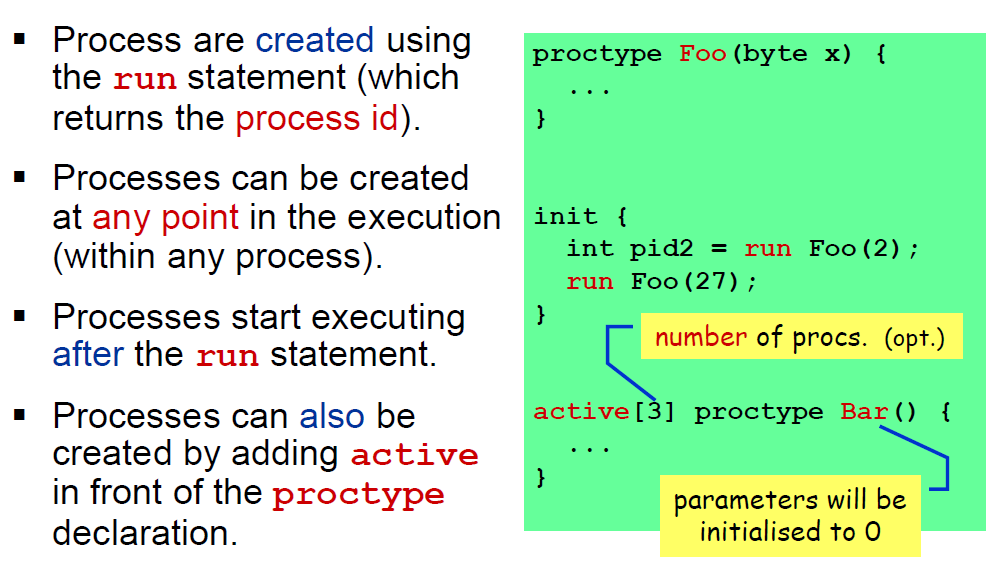 ▪ Process are created using
the run statement (which
returns the process id).
▪ Processes can be created
at any point in the execution
(within any process).
▪ Processes start executing
after the run statement.
▪ Processes can also be
created by adding active
in front of the proctype
declaration.
proctype Foo(byte x) {
...
}
init {
int pid2 = run Foo(2);
run Foo(27);
}
number of procs. (opt.)
active[3] proctype Bar() {
...
}
parameters will be
initialised to 0